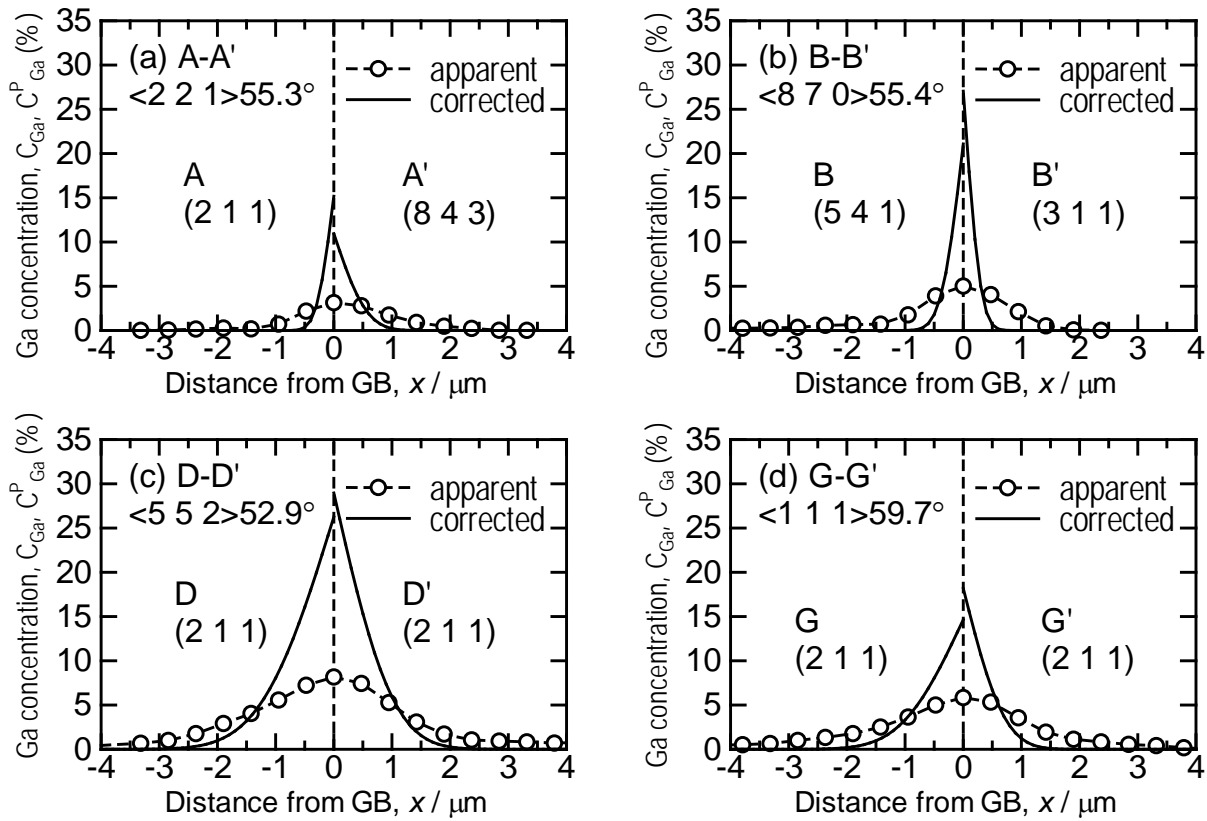 Ga concentration, C_Ga, C^P_Ga (%)
35
30
25
20
15
10
5
0
(a) A-A'
<2 2 1>55.3°
apparent
corrected
A
(2 1 1)
A'
(8 4 3)
-4 -3 -2 -1 0 1 2 3 4
Distance from GB, x / μm
Ga concentration, C_Ga, C^P_Ga (%)
35
30
25
20
15
10
5
0
(b) B-B'
<8 7 0>55.4°
apparent
corrected
B
(5 4 1)
B'
(3 1 1)
-4 -3 -2 -1 0 1 2 3 4
Distance from GB, x / μm
Ga concentration, C_Ga, C^P_Ga (%)
35
30
25
20
15
10
5
0
(c) D-D'
<5 5 2>52.9°
apparent
corrected
D
(2 1 1)
D'
(2 1 1)
-4 -3 -2 -1 0 1 2 3 4
Distance from GB, x / μm
Ga concentration, C_Ga, C^P_Ga (%)
35
30
25
20
15
10
5
0
(d) G-G'
<1 1 1>59.7°
apparent
corrected
G
(2 1 1)
G'
(2 1 1)
-4 -3 -2 -1 0 1 2 3 4
Distance from GB, x / μm